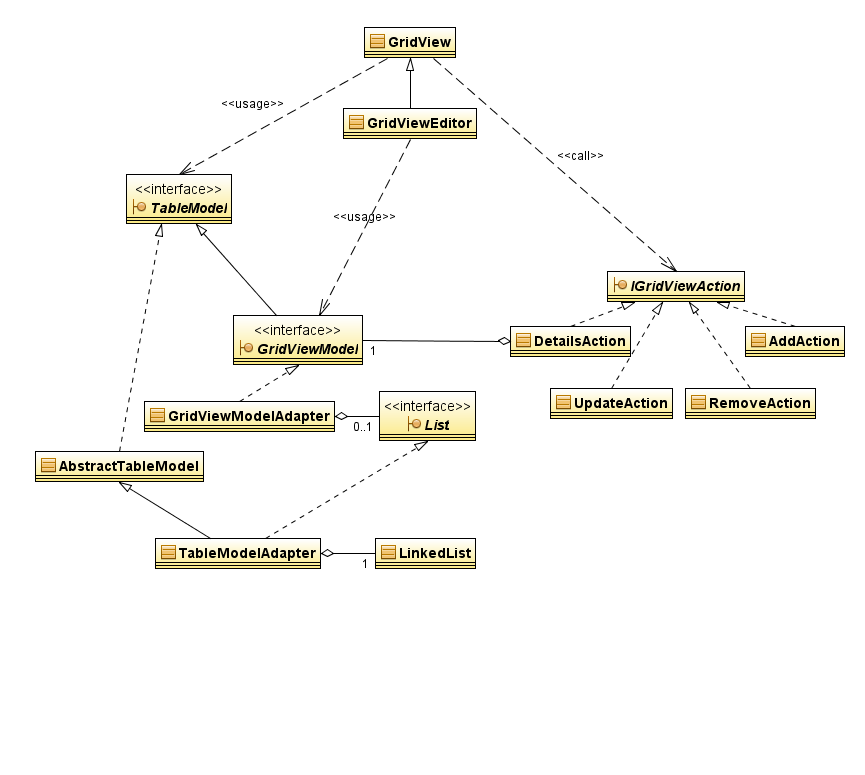 GridView
<<usage>>
GridViewEditor
<<call>>
<<interface>>
TableModel
<<usage>>
IGridViewAction
<<interface>>
GridViewModel
1
DetailsAction
AddAction
UpdateAction
RemoveAction
GridViewModelAdapter
0..1
<<interface>>
List
AbstractTableModel
TableModelAdapter
1
LinkedList